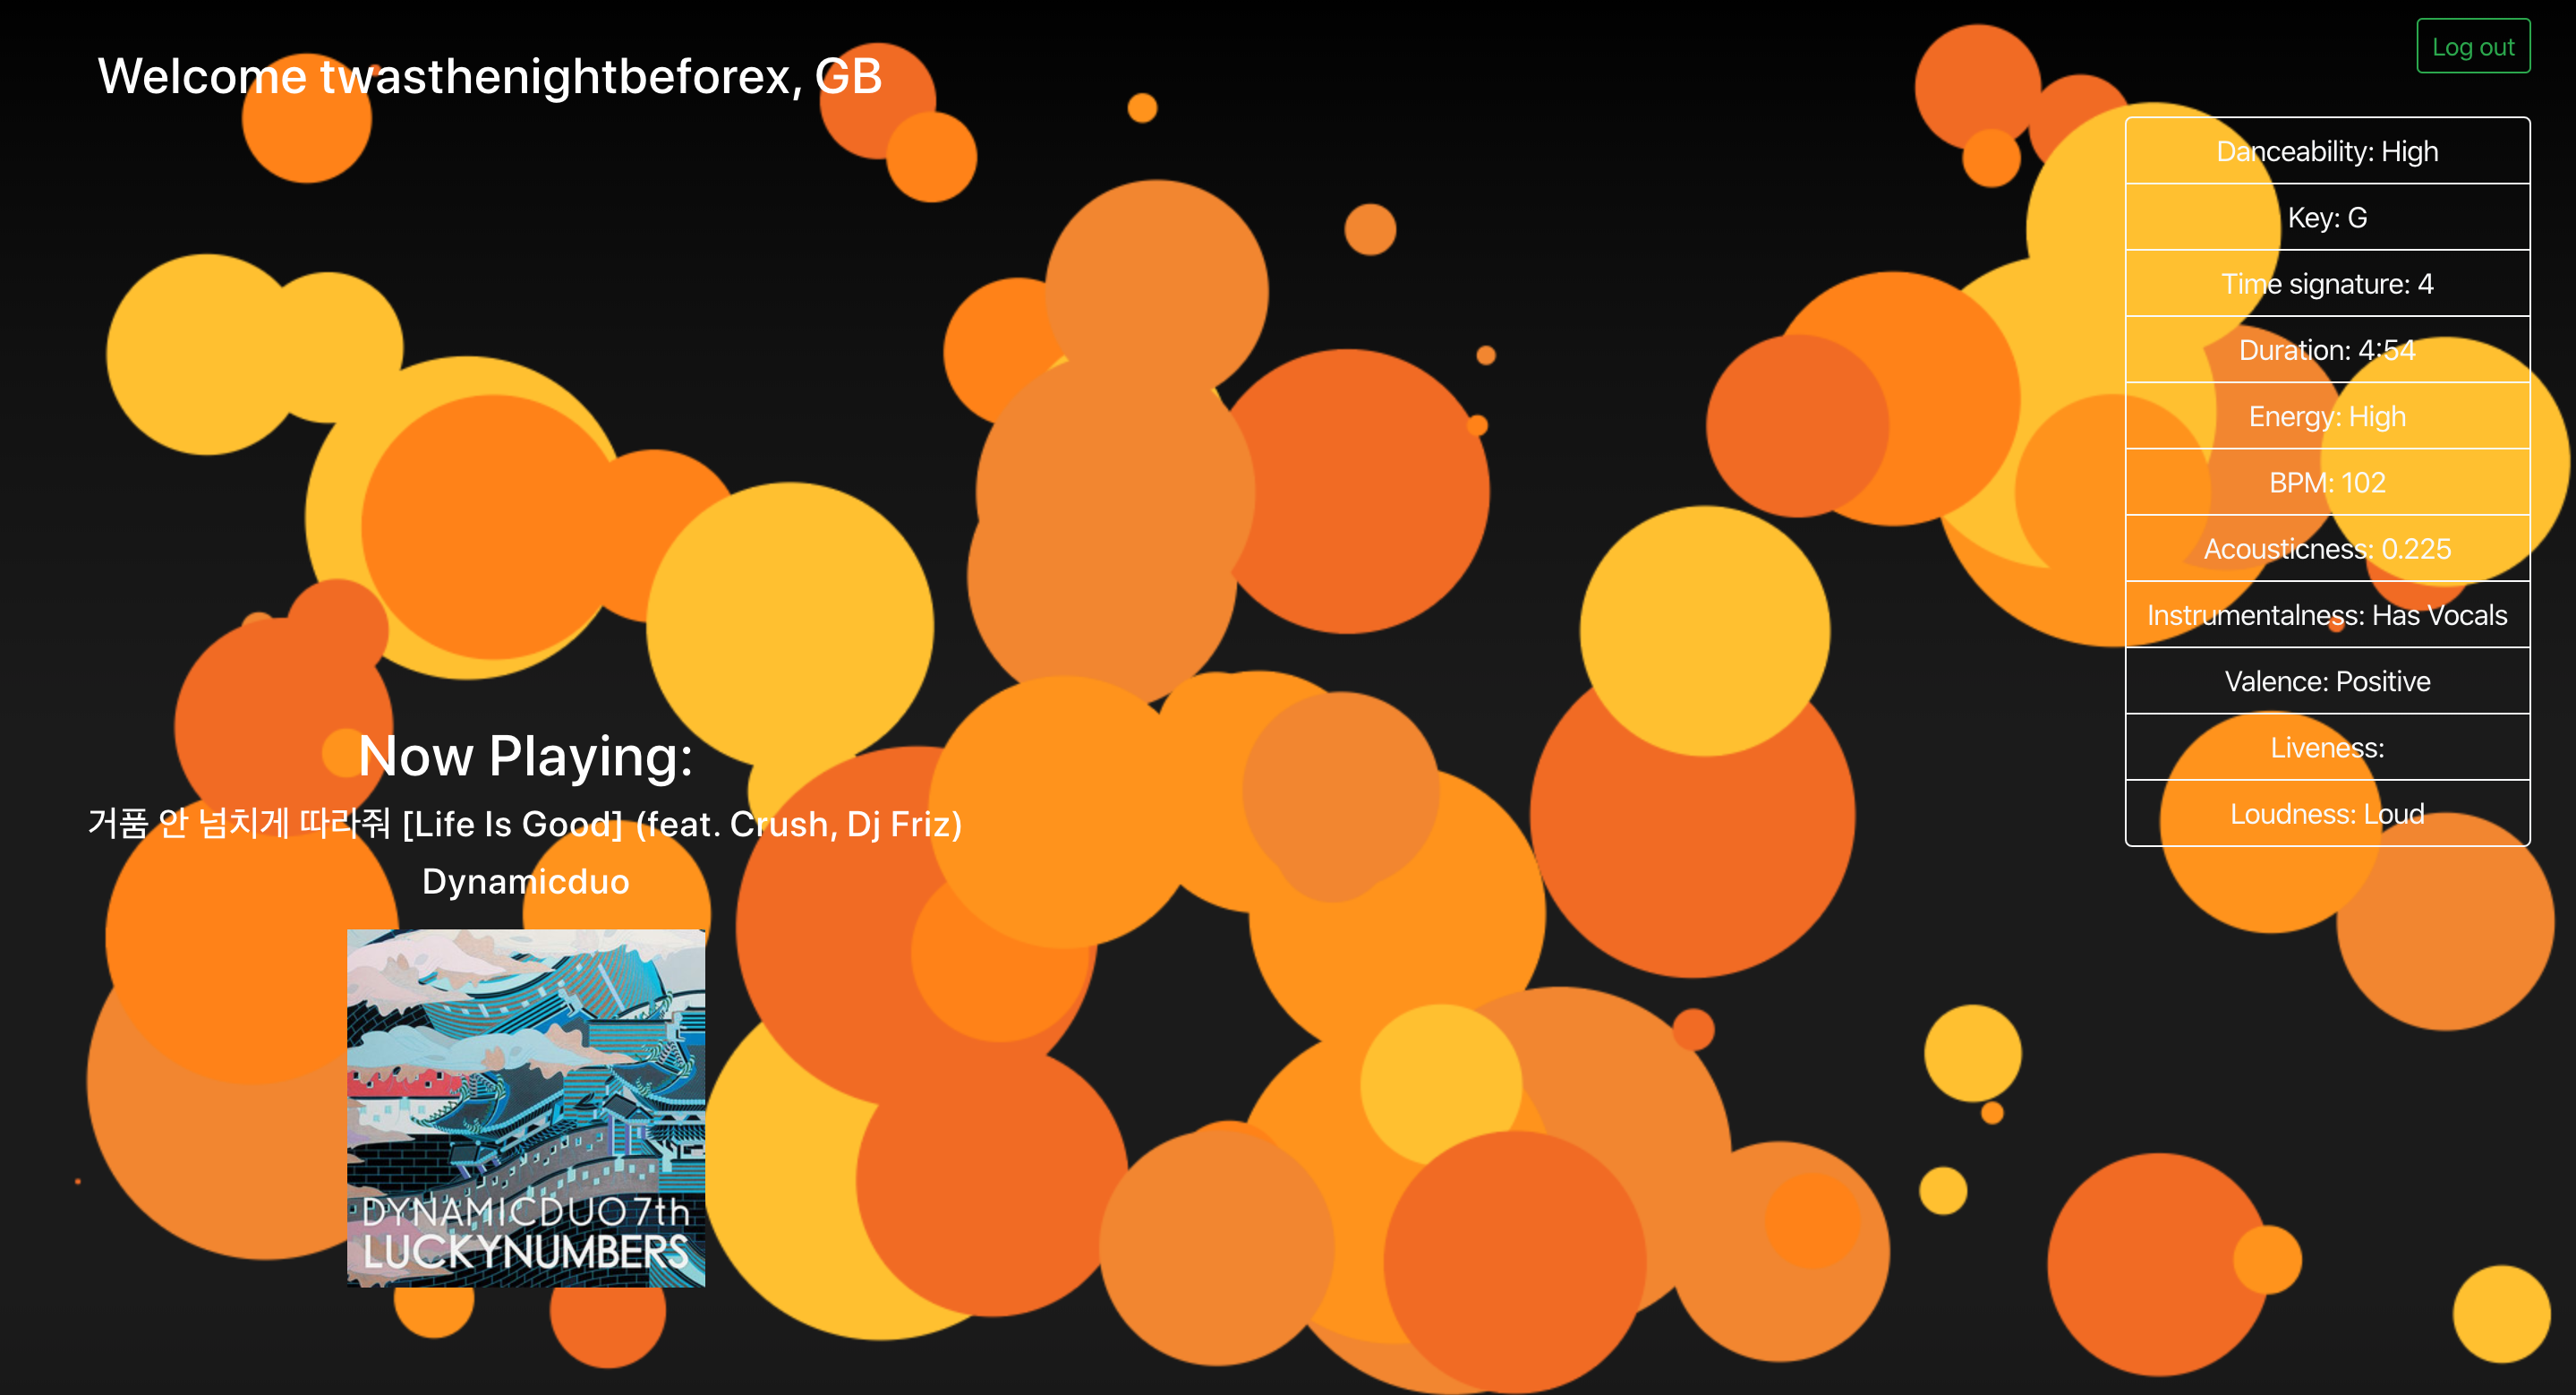 Welcome twasthenightbeforex, GB
Log out
Danceability: High
Key: G
Time signature: 4
Duration: 4:54
Energy: High
BPM: 102
Acousticness: 0.225
Instrumentalness: Has Vocals
Valence: Positive
Liveness:
Loudness: Loud
Now Playing:
거품 안 넘치게 따라줘 [Life Is Good] (feat. Crush, Dj Friz)
Dynamicduo
DYNAMICDUO 7th
LUCKYNUMBERS